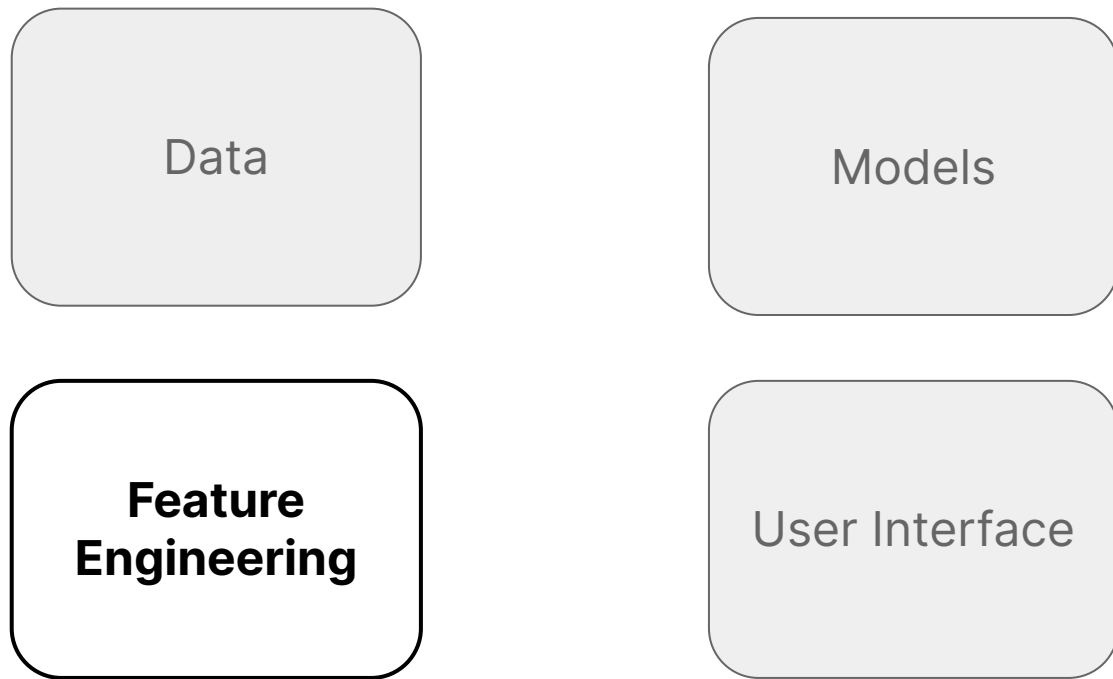 Data
Models
Feature
Engineering
User Interface